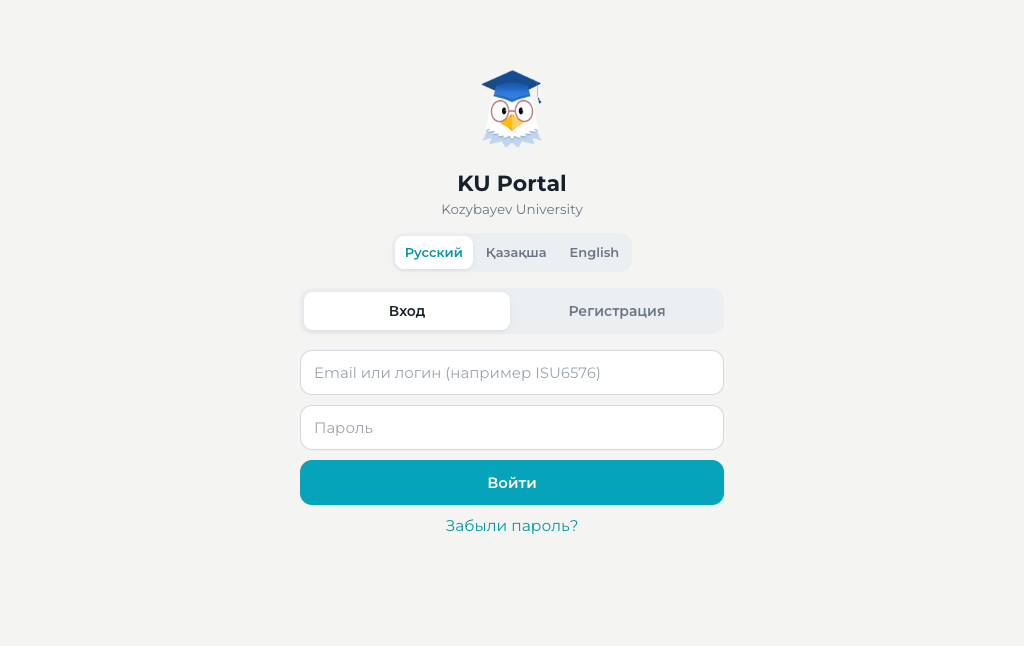 KU Portal
Kozybayev University
Русский Қазақша English
Вход Регистрация
Email или логин (например ISU6576)
Пароль
Войти
Забыли пароль?